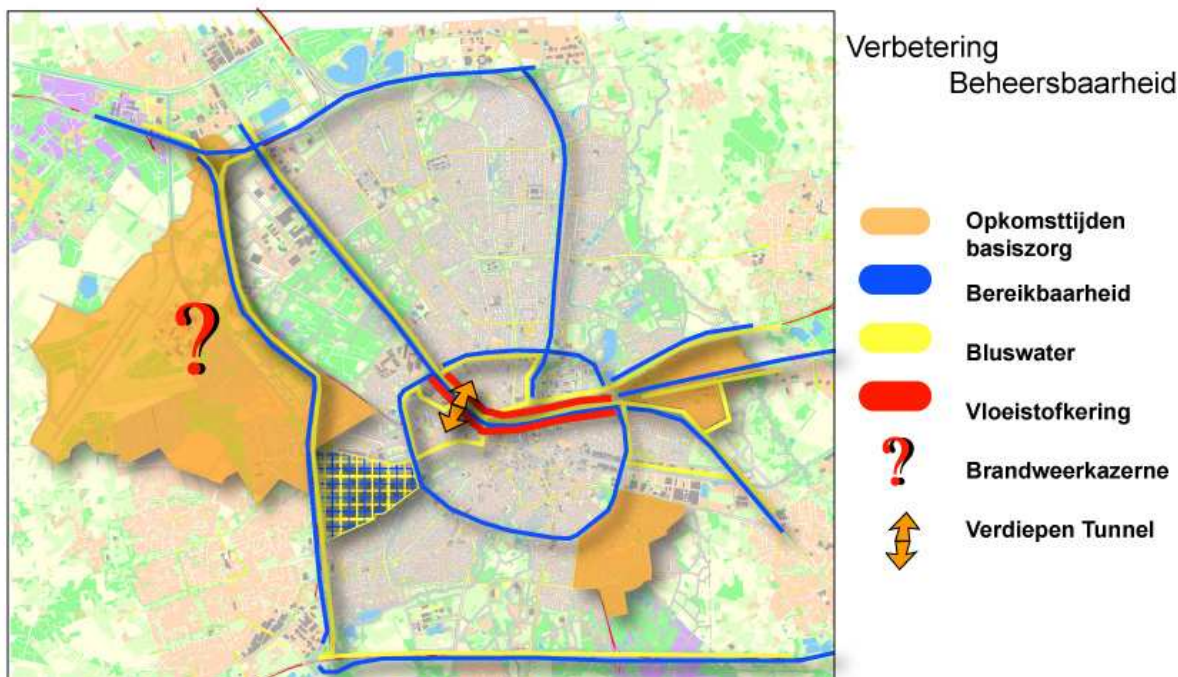 Verbetering
Beheersbaarheid
Opkomsttijden
basiszorg
Bereikbaarheid
Bluswater
Vloeistofkering
?
?
Brandweerkazerne
Verdiepen Tunnel